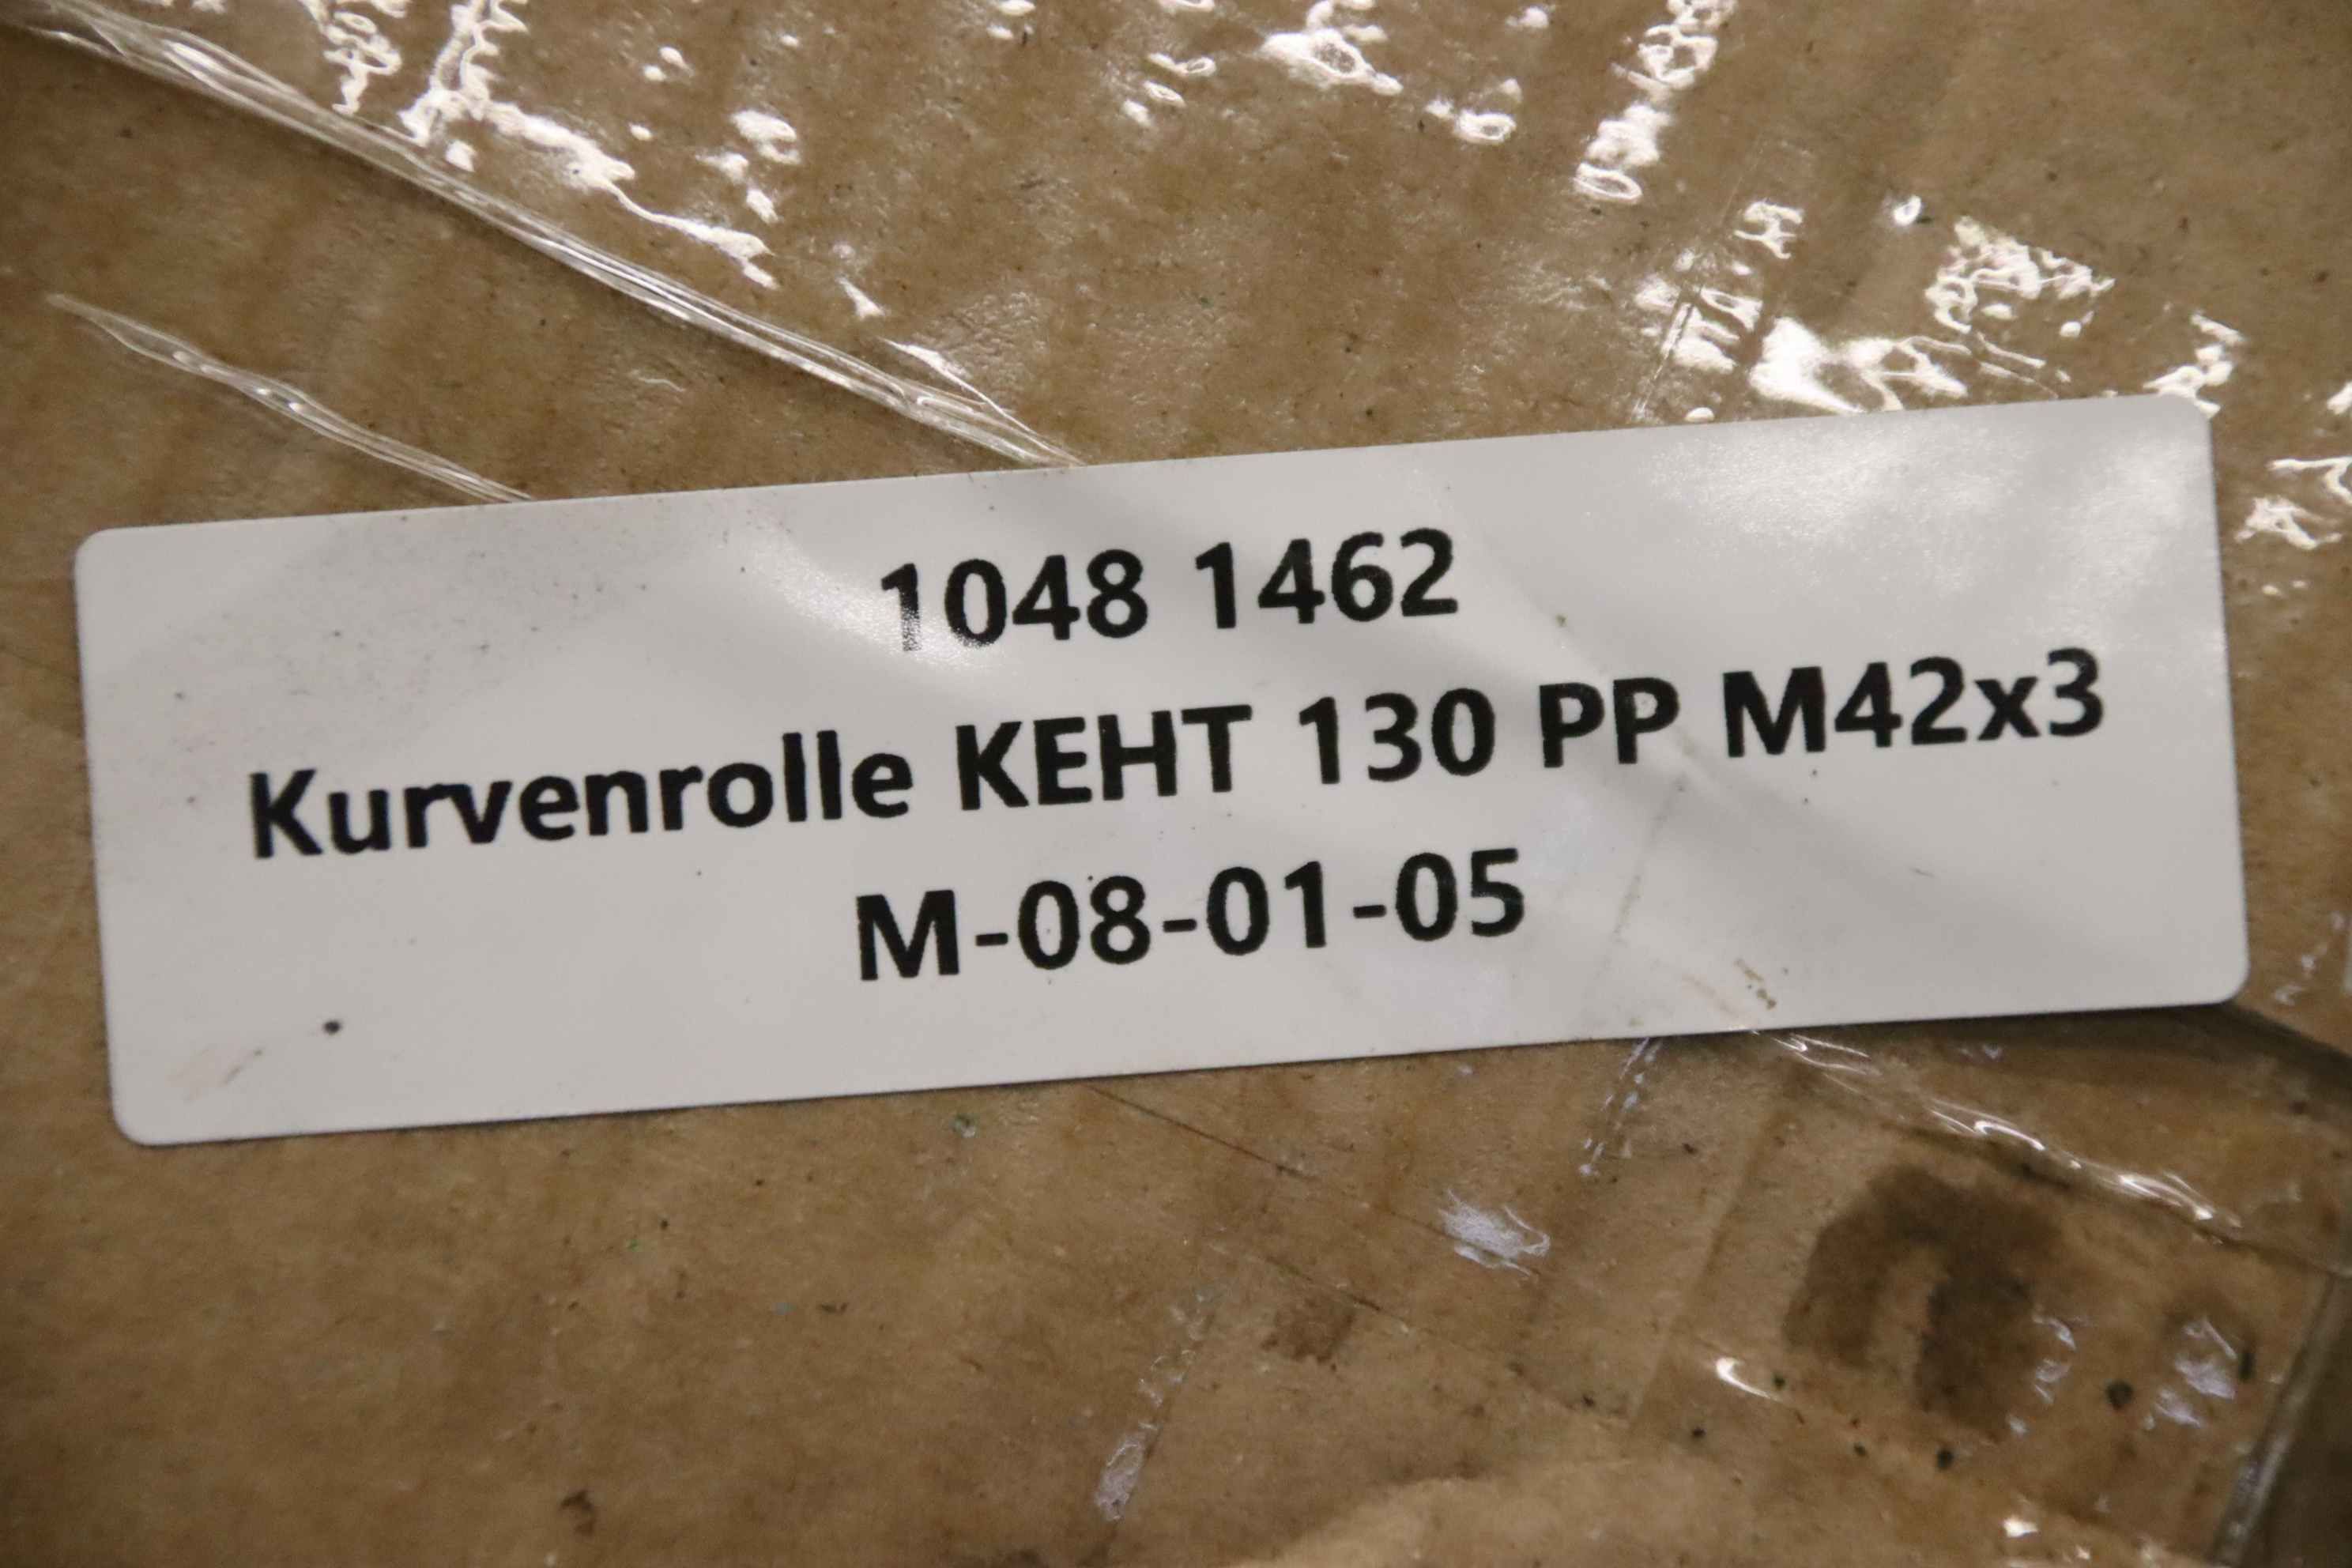 1048 1462
Kurvenrolle KEHT 130 PP M42x3
M-08-01-05